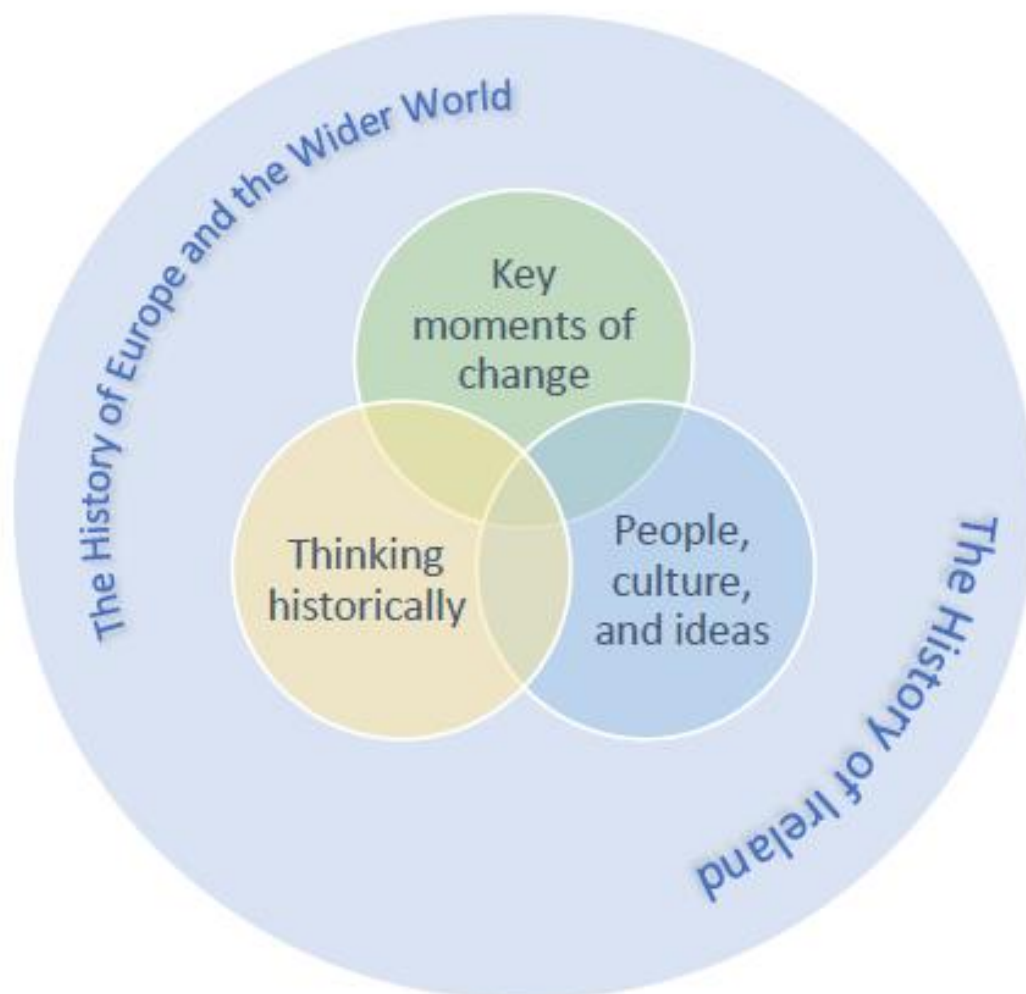 The History of Europe and the Wider World
Key
moments of
change
Thinking
historically
People,
culture,
and ideas
The History of Ireland